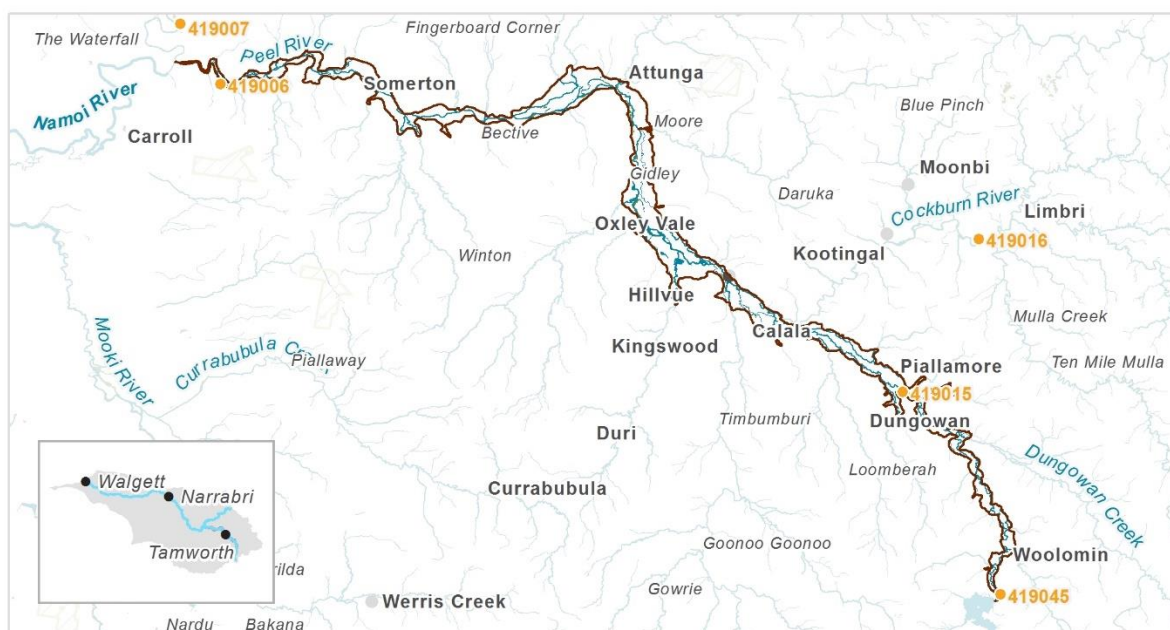 419007
Fingerboard Corner
The Waterfall
Peel River
419006
Somerton
Attunga
Namoi River
Blue Pinch
Carroll
Bective
Moore
Moonbi
Gidley
Daruka
Cockburn River
Limbri
Oxley Vale
419016
Winton
Kootingal
Hillvue
Mulla Creek
Calala
Mooki River
Kingswood
Currabubula
Piallaway
Ten Mile Mulla
Piallamore
419015
Timbumburi
Dungowan
Duri
Dungowan Creek
Loomberah
Walgett
Narrabri
Currabubula
Tamworth
Goonoo Goonoo
Woolomin
Gowrie
419045
Werris Creek
Nardu
Bakana